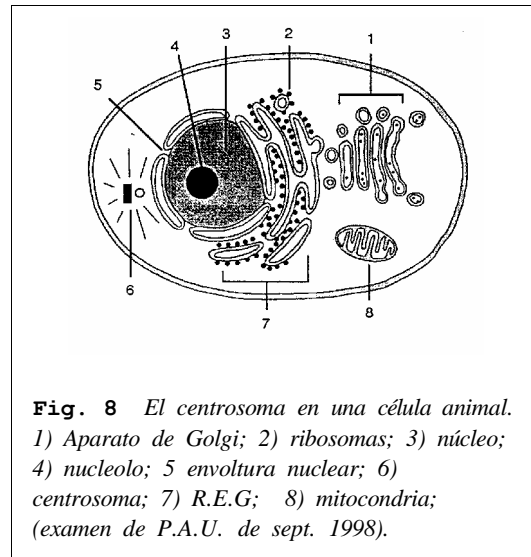 4 3 2 1
5
6
7 8
Fig. 8 El centrosoma en una célula animal.
1) Aparato de Golgi; 2) ribosomas; 3) núcleo;
4) nucleolo; 5 envoltura nuclear; 6)
centrosoma; 7) R.E.G; 8) mitocondria;
(examen de P.A.U. de sept. 1998).